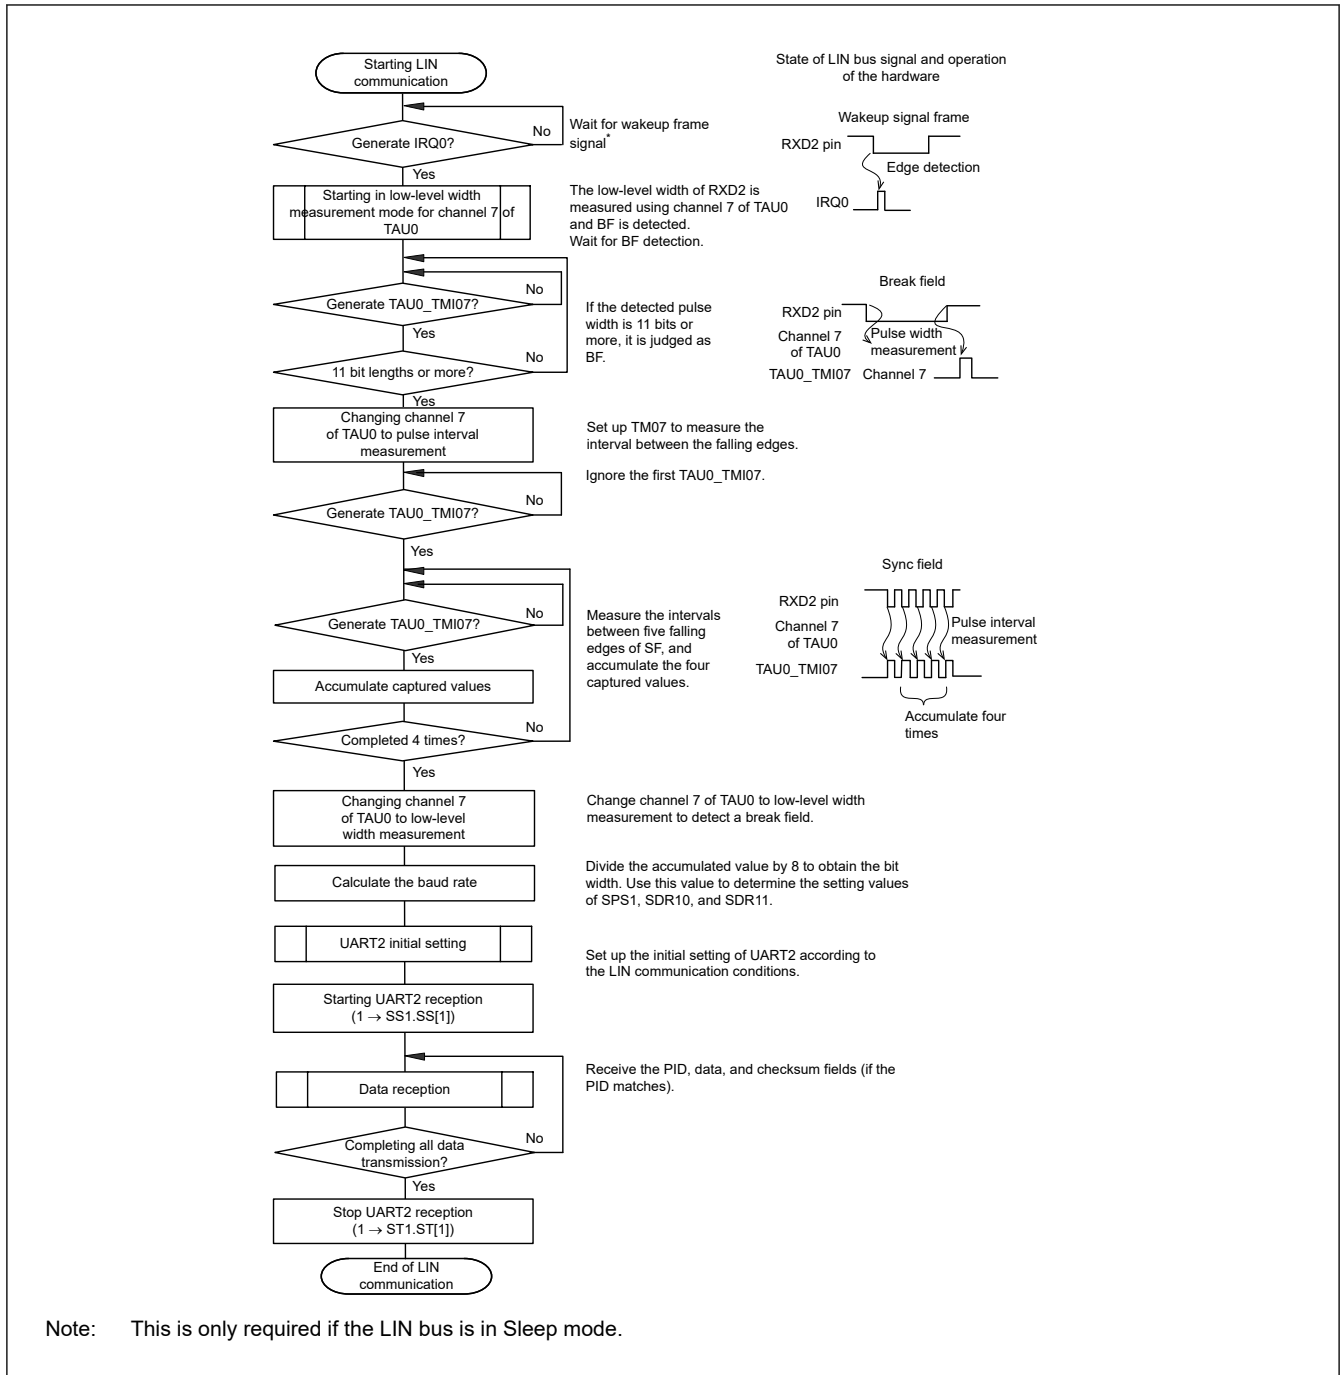 Starting LIN
communication
State of LIN bus signal and operation
of the hardware
Generate IRQ0?
No
Yes
Wait for wakeup frame
signal*
Wakeup signal frame
RXD2 pin
Edge detection
IRQ0
Starting in low-level width
measurement mode for channel 7 of
TAU0
The low-level width of RXD2 is
measured using channel 7 of TAU0
and BF is detected.
Wait for BF detection.
Generate TAU0_TMI07?
No
Yes
11 bit lengths or more?
No
Yes
If the detected pulse
width is 11 bits or
more, it is judged as
BF.
Break field
RXD2 pin
Channel 7
of TAU0
Pulse width
measurement
TAU0_TMI07 Channel 7
Changing channel 7
of TAU0 to pulse interval
measurement
Set up TM07 to measure the
interval between the falling edges.
Ignore the first TAU0_TMI07.
Generate TAU0_TMI07?
No
Yes
Generate TAU0_TMI07?
No
Yes
Accumulate captured values
Completed 4 times?
No
Yes
Measure the intervals
between five falling
edges of SF, and
accumulate the four
captured values.
Sync field
RXD2 pin
Channel 7
of TAU0
Pulse interval
measurement
TAU0_TMI07
Accumulate four
times
Changing channel 7
of TAU0 to low-level
width measurement
Change channel 7 of TAU0 to low-level width
measurement to detect a break field.
Calculate the baud rate
Divide the accumulated value by 8 to obtain the bit
width. Use this value to determine the setting values
of SPS1, SDR10, and SDR11.
UART2 initial setting
Set up the initial setting of UART2 according to
the LIN communication conditions.
Starting UART2 reception
(1 → SS1.SS[1])
Data reception
Receive the PID, data, and checksum fields (if the
PID matches).
Completing all data
transmission?
No
Yes
Stop UART2 reception
(1 → ST1.ST[1])
End of LIN
communication
Note: This is only required if the LIN bus is in Sleep mode.